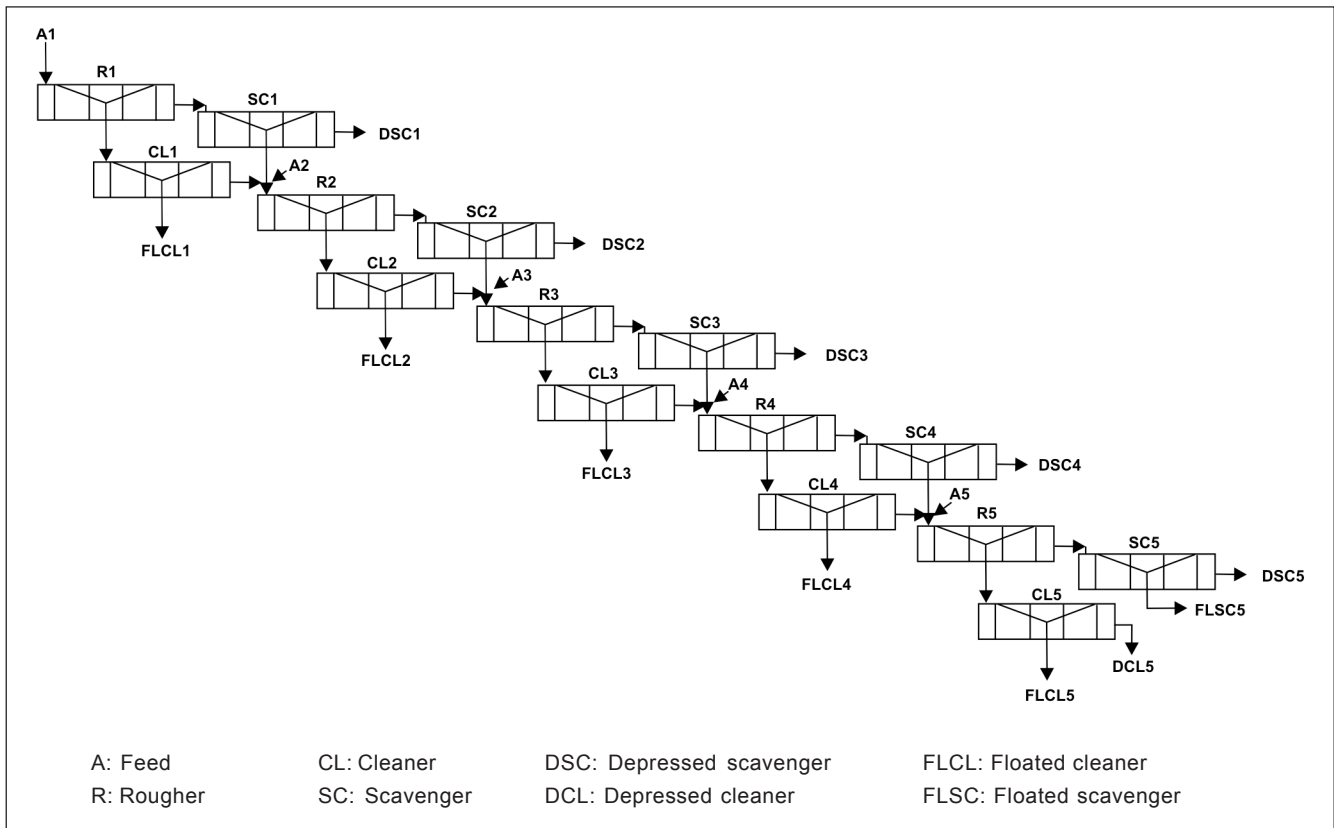 A1
R1
SC1
DSC1
CL1
A2
R2
FLCL1
SC2
DSC2
CL2
A3
R3
FLCL2
SC3
DSC3
CL3
A4
R4
FLCL3
SC4
DSC4
CL4
A5
R5
FLCL4
SC5
DSC5
CL5
FLSC5
DCL5
FLCL5
A: Feed CL: Cleaner DSC: Depressed scavenger FLCL: Floated cleaner
R: Rougher SC: Scavenger DCL: Depressed cleaner FLSC: Floated scavenger